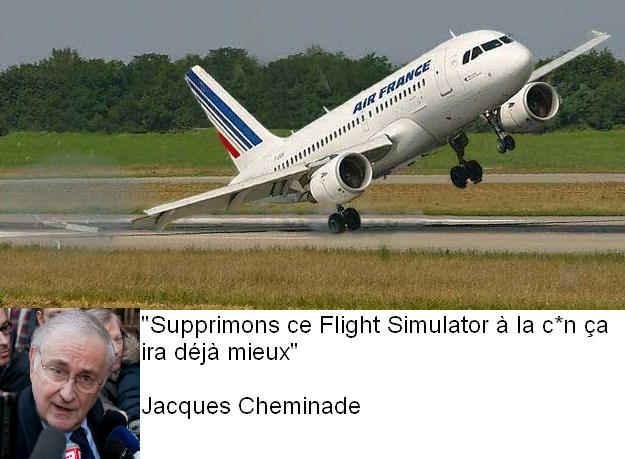 AIR FRANCE
"Supprimons ce Flight Simulator à la c*n ça
ira déjà mieux"
Jacques Cheminade